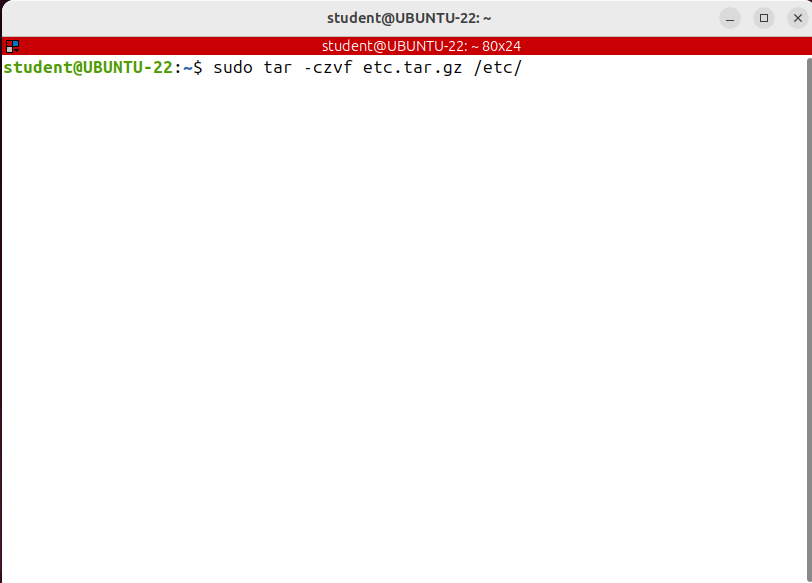 student@UBUNTU-22: ~
student@UBUNTU-22: ~ 80x24
student@UBUNTU-22:~$ sudo tar -czvf etc.tar.gz /etc/